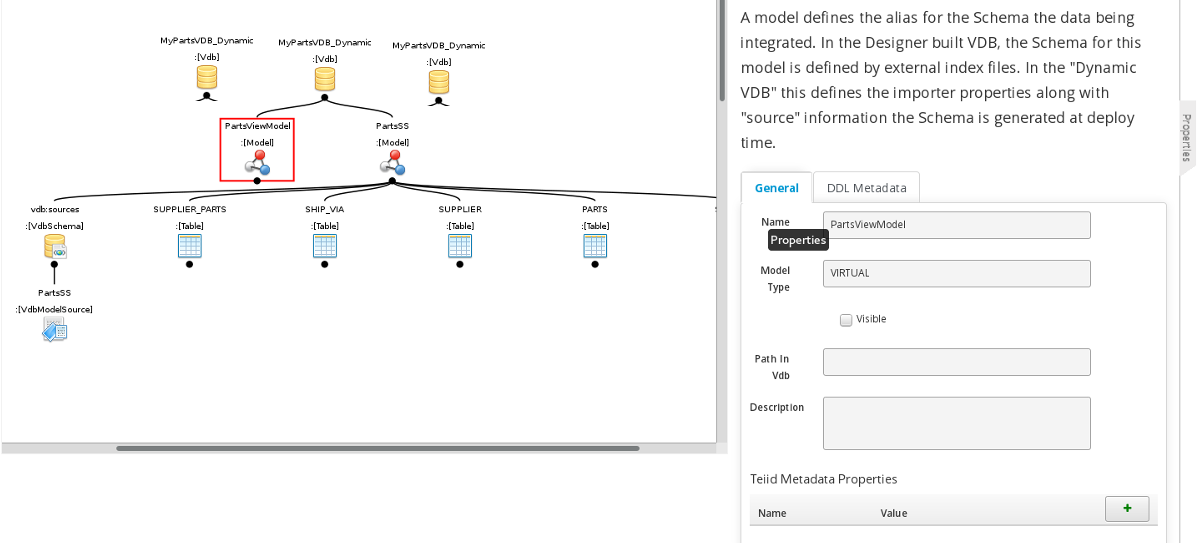 MyPartsVDB_Dynamic
:[Vdb]
MyPartsVDB_Dynamic
:[Vdb]
MyPartsVDB_Dynamic
:[Vdb]
PartsViewModel
:[Model]
PartsSS
:[Model]
vdb:sources
:[VdbSchema]
SUPPLIER_PARTS
:[Table]
SHIP_VIA
:[Table]
SUPPLIER
:[Table]
PARTS
:[Table]
PartsSS
:[VdbModelSource]
A model defines the alias for the Schema the data being
integrated. In the Designer built VDB, the Schema for this
model is defined by external index files. In the "Dynamic
VDB" this defines the importer properties along with
"source" information the Schema is generated at deploy
time.
General DDL Metadata
Name PartsViewModel
Properties
Model
Type
VIRTUAL
Visible
Path In
Vdb
Description
Teiid Metadata Properties
Name Value
Properties